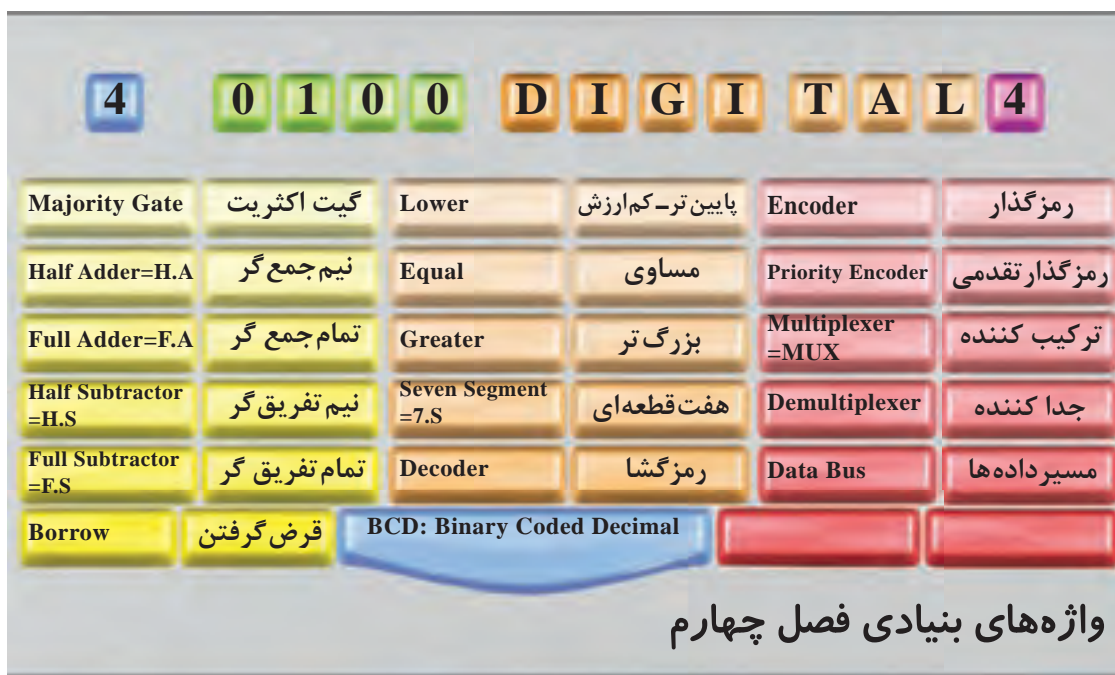 4 0100 DIGITAL 4
Majority Gate گیت اکثریت Lower پایین‌تر ـ کم‌ارزش Encoder رمزگذار
Half Adder=H.A نیم جمع گر Equal مساوی Priority Encoder رمزگذار تقدمی
Full Adder=F.A تمام جمع گر Greater بزرگ تر Multiplexer =MUX ترکیب کننده
Half Subtractor =H.S نیم تفریق گر Seven Segment =7.S هفت قطعه‌ای Demultiplexer جدا کننده
Full Subtractor =F.S تمام تفریق گر Decoder رمزگشا Data Bus مسیر داده‌ها
Borrow قرض گرفتن BCD: Binary Coded Decimal
واژه‌های بنیادی فصل چهارم